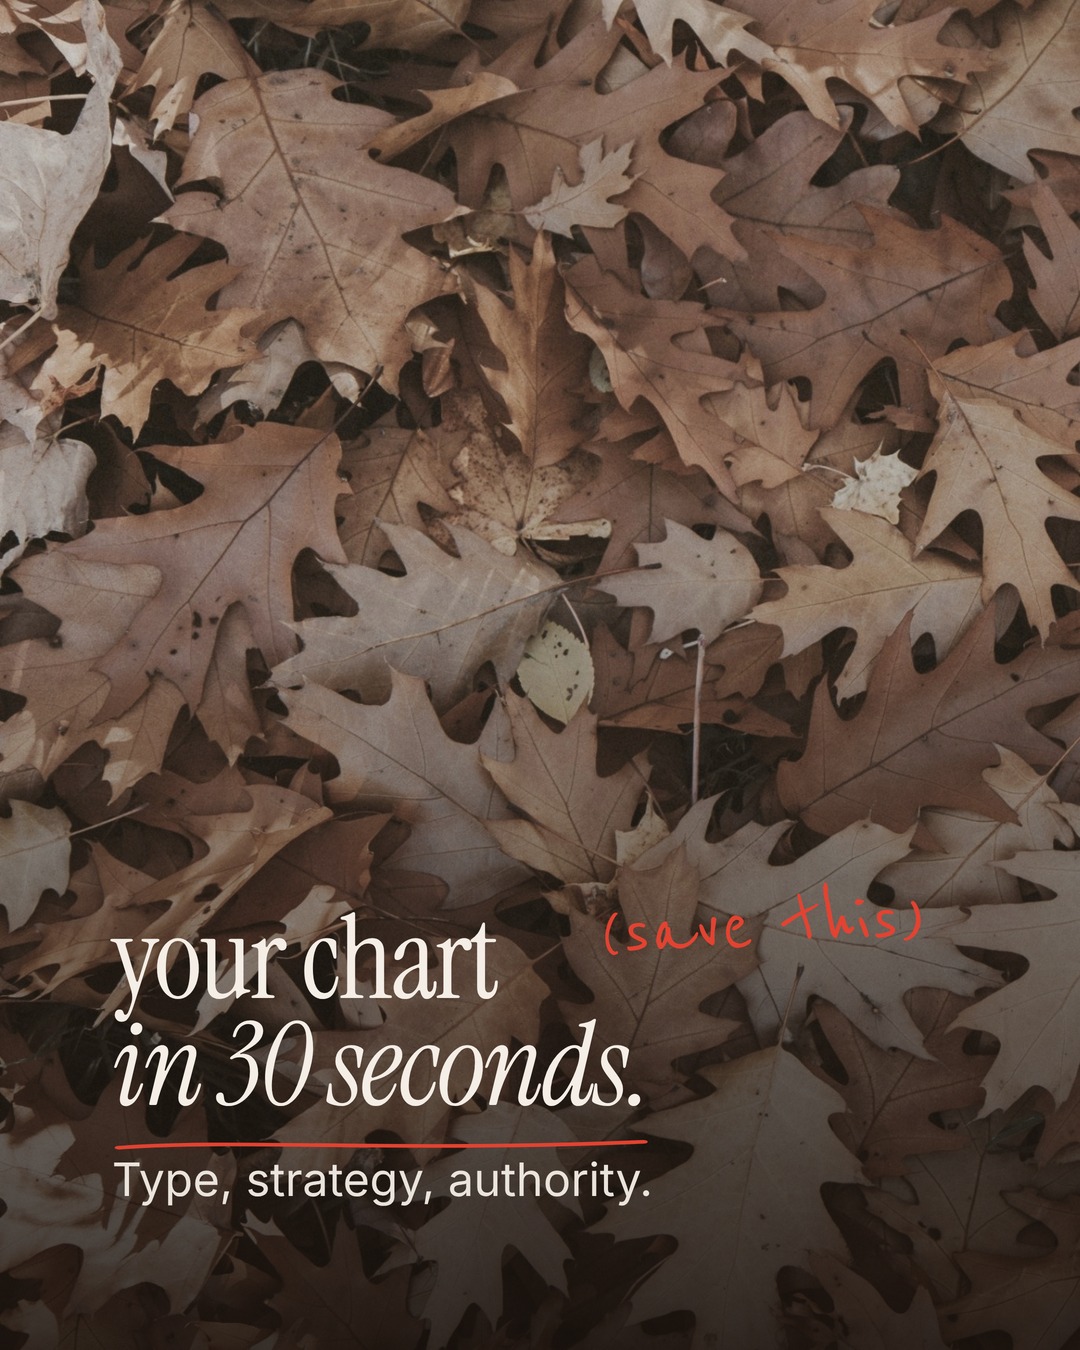 (save this)
your chart
in 30 seconds.
Type, strategy, authority.